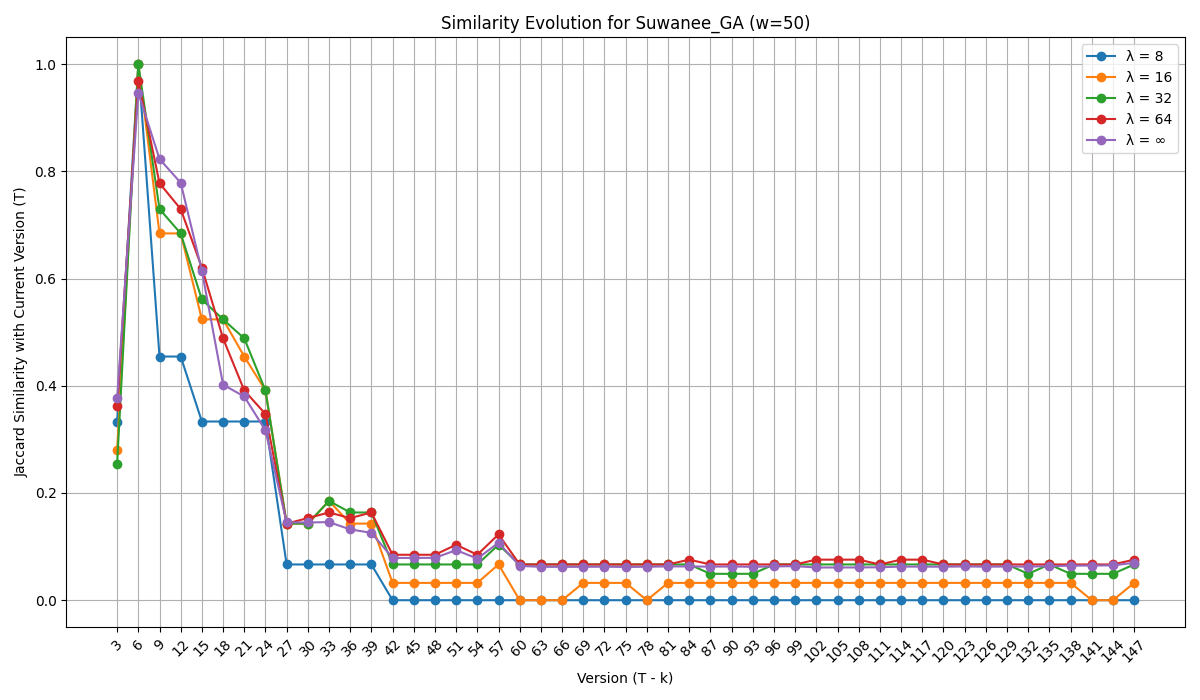 Similarity Evolution for Suwanee_GA (w=50)
Jaccard Similarity with Current Version (T)
1.0
0.8
0.6
0.4
0.2
0.0
λ = 8
λ = 16
λ = 32
λ = 64
λ = ∞
3 6 9 12 15 18 21 24 27 30 33 36 39 42 45 48 51 54 57 60 63 66 69 72 75 78 81 84 87 90 93 96 99 102 105 108 111 114 117 120 123 126 129 132 135 138 141 144 147
Version (T - k)